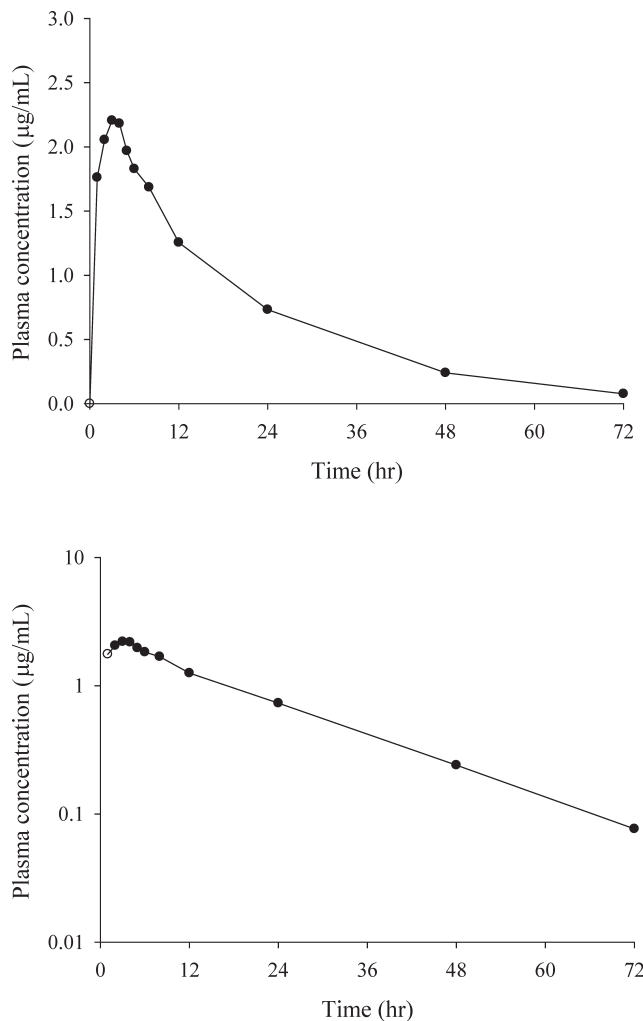 3.0
2.5
2.0
1.5
1.0
0.5
0.0
Plasma concentration (μg/mL)
0 12 24 36 48 60 72
Time (hr)
10
1
0.1
0.01
Plasma concentration (μg/mL)
0 12 24 36 48 60 72
Time (hr)